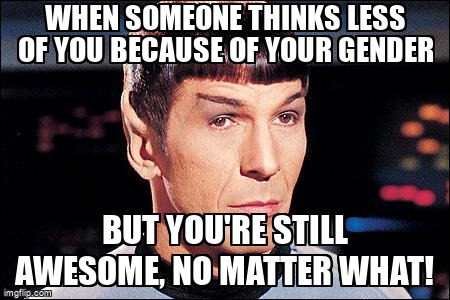 WHEN SOMEONE THINKS LESS
OF YOU BECAUSE OF YOUR GENDER
BUT YOU'RE STILL
AWESOME, NO MATTER WHAT!
imgflip.com